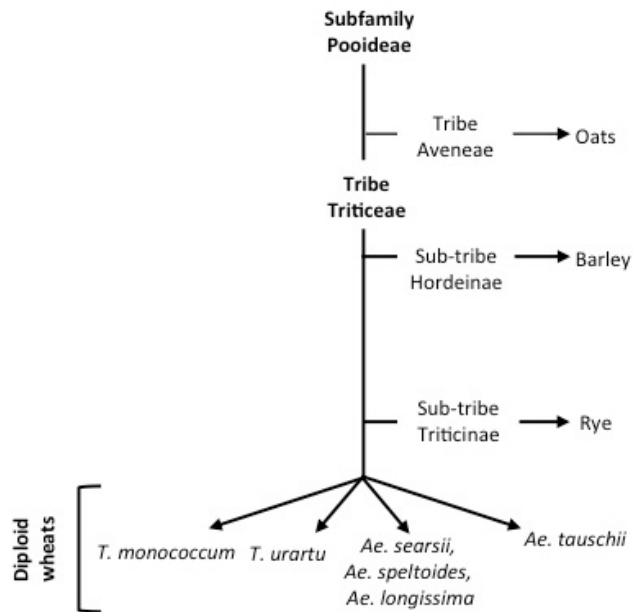 Subfamily
Pooideae
Tribe
Aveneae
Oats
Tribe
Triticeae
Sub-tribe
Hordeinae
Barley
Sub-tribe
Triticinae
Rye
Diploid
wheats
T. monococcum
T. urartu
Ae. searsii,
Ae. speltoides,
Ae. longissima
Ae. tauschii